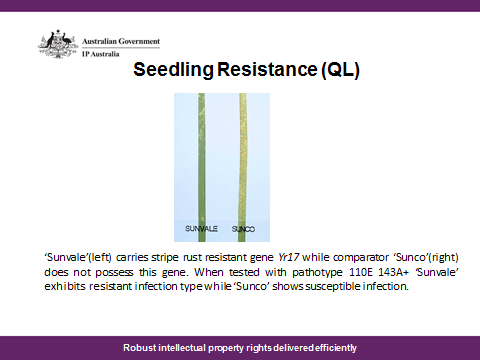 Australian Government
IP Australia
Seedling Resistance (QL)
SUNVALE SUNCO
‘Sunvale’(left) carries stripe rust resistant gene Yr17 while comparator ‘Sunco’(right)
does not possess this gene. When tested with pathotype 110E 143A+ ‘Sunvale’
exhibits resistant infection type while ‘Sunco’ shows susceptible infection.
Robust intellectual property rights delivered efficiently